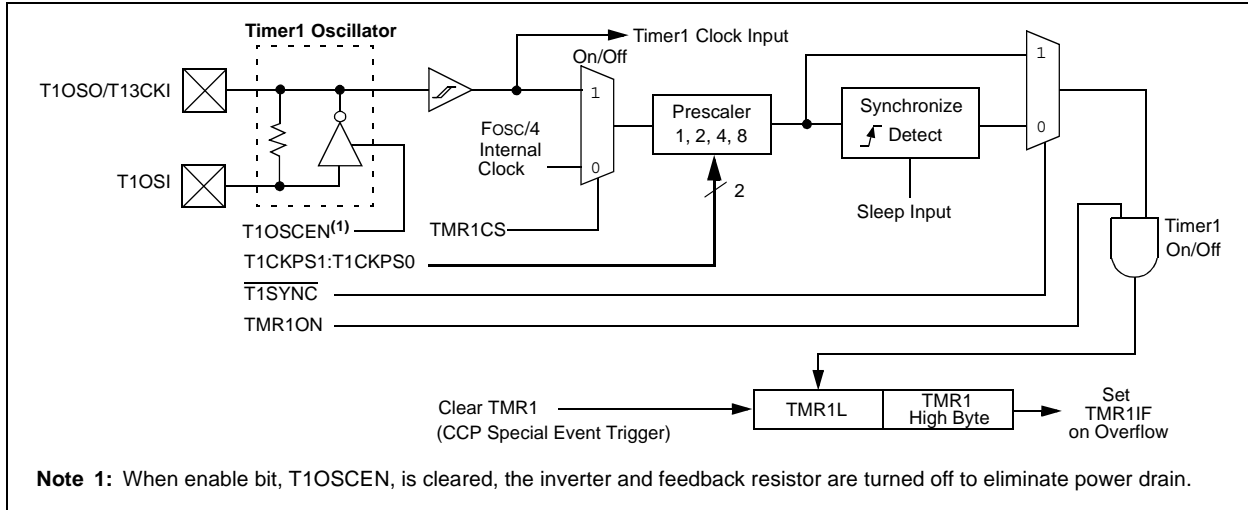 Timer1 Oscillator
Timer1 Clock Input
On/Off
T1OSO/T13CKI
1
1
Prescaler
1, 2, 4, 8
Synchronize
Detect
FOSC/4
Internal
Clock
0
0
T1OSI
2
Sleep Input
T1OSCEN(1)
TMR1CS
Timer1
On/Off
T1CKPS1:T1CKPS0
T1SYNC
TMR1ON
Clear TMR1
(CCP Special Event Trigger)
TMR1L
TMR1
High Byte
Set
TMR1IF
on Overflow
Note 1: When enable bit, T1OSCEN, is cleared, the inverter and feedback resistor are turned off to eliminate power drain.